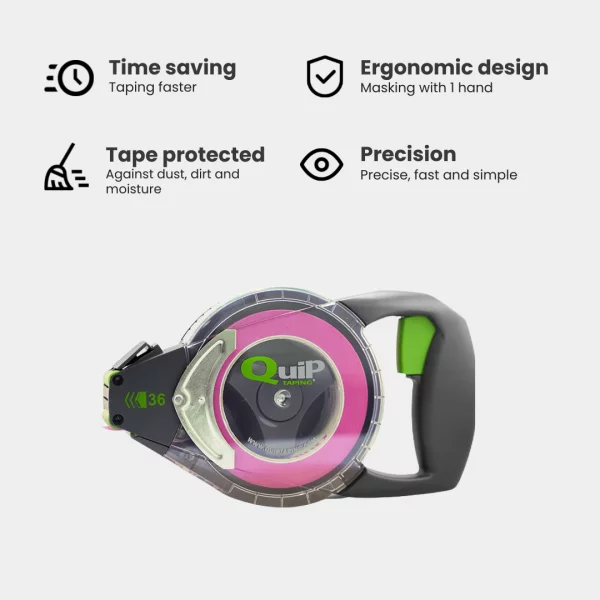 Time saving
Taping faster
Ergonomic design
Masking with 1 hand
Tape protected
Against dust, dirt and
moisture
Precision
Precise, fast and simple
QuiP
TAPING
36